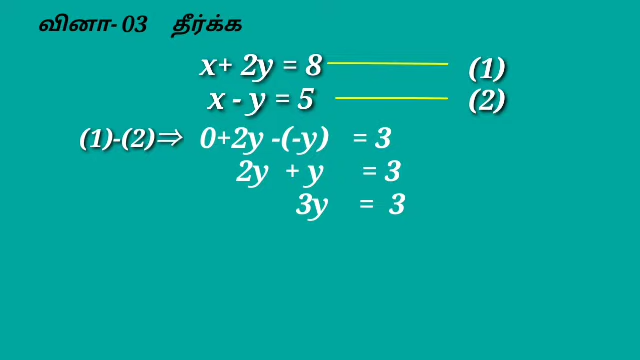 வினா- 03 தீர்க்க
x+ 2y = 8 (1)
x - y = 5 (2)
(1)-(2)⇒ 0+2y -(-y) = 3
2y + y = 3
3y = 3